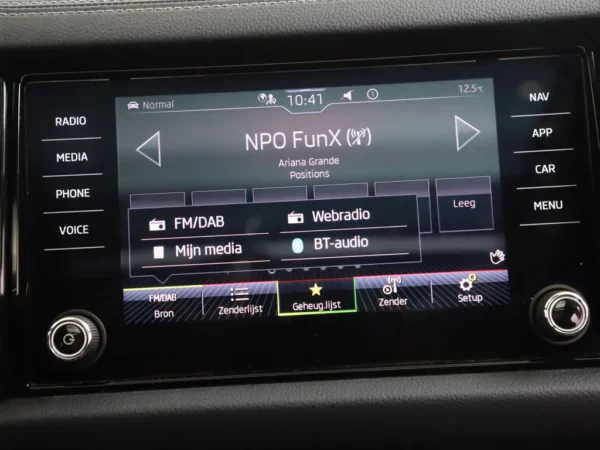 RADIO
MEDIA
PHONE
VOICE
Normal
10:41
12.5°C
NPO FunX
Ariana Grande
Positions
Leeg
FM/DAB
Webradio
Mijn media
BT-audio
FM/DAB
Bron
Zenderlijst
Geheug.lijst
Zender
Setup
NAV
APP
CAR
MENU